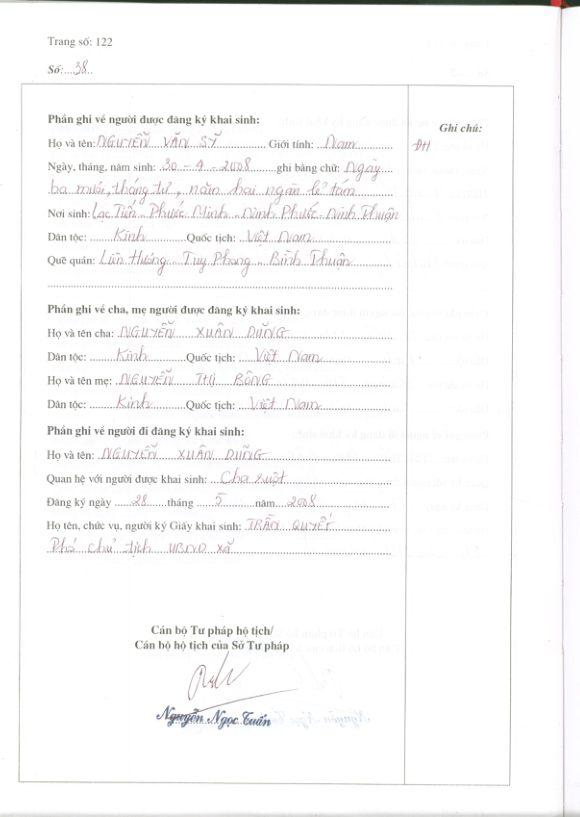 Trang số: 122
Số:....38..
Ghi chú:
ĐH
Phần ghi về người được đăng ký khai sinh:
Họ và tên: NGUYỄN VĂN SỸ Giới tính: Nam
Ngày, tháng, năm sinh: 30 - 4 - 2008 ghi bằng chữ: Ngày
ba mươi, tháng tư, năm hai ngàn lẻ tám
Nơi sinh: Lạc Tiến - Phước Minh - Ninh Phước - Ninh Thuận
Dân tộc: Kinh Quốc tịch: Việt Nam
Quê quán: Liên Hương - Tuy Phong - Bình Thuận
Phần ghi về cha, mẹ người được đăng ký khai sinh:
Họ và tên cha: NGUYỄN XUÂN DŨNG
Dân tộc: Kinh Quốc tịch: Việt Nam
Họ và tên mẹ: NGUYỄN THỊ BÔNG
Dân tộc: Kinh Quốc tịch: Việt Nam
Phần ghi về người đi đăng ký khai sinh:
Họ và tên: NGUYỄN XUÂN DŨNG
Quan hệ với người được khai sinh: Cha ruột
Đăng ký ngày 28 tháng 5 năm 2008
Họ tên, chức vụ, người ký Giấy khai sinh: TRẦN QUYẾT
Phó chủ tịch UBND xã
Cán bộ Tư pháp hộ tịch/
Cán bộ hộ tịch của Sở Tư pháp
Nguyễn Ngọc Tuấn